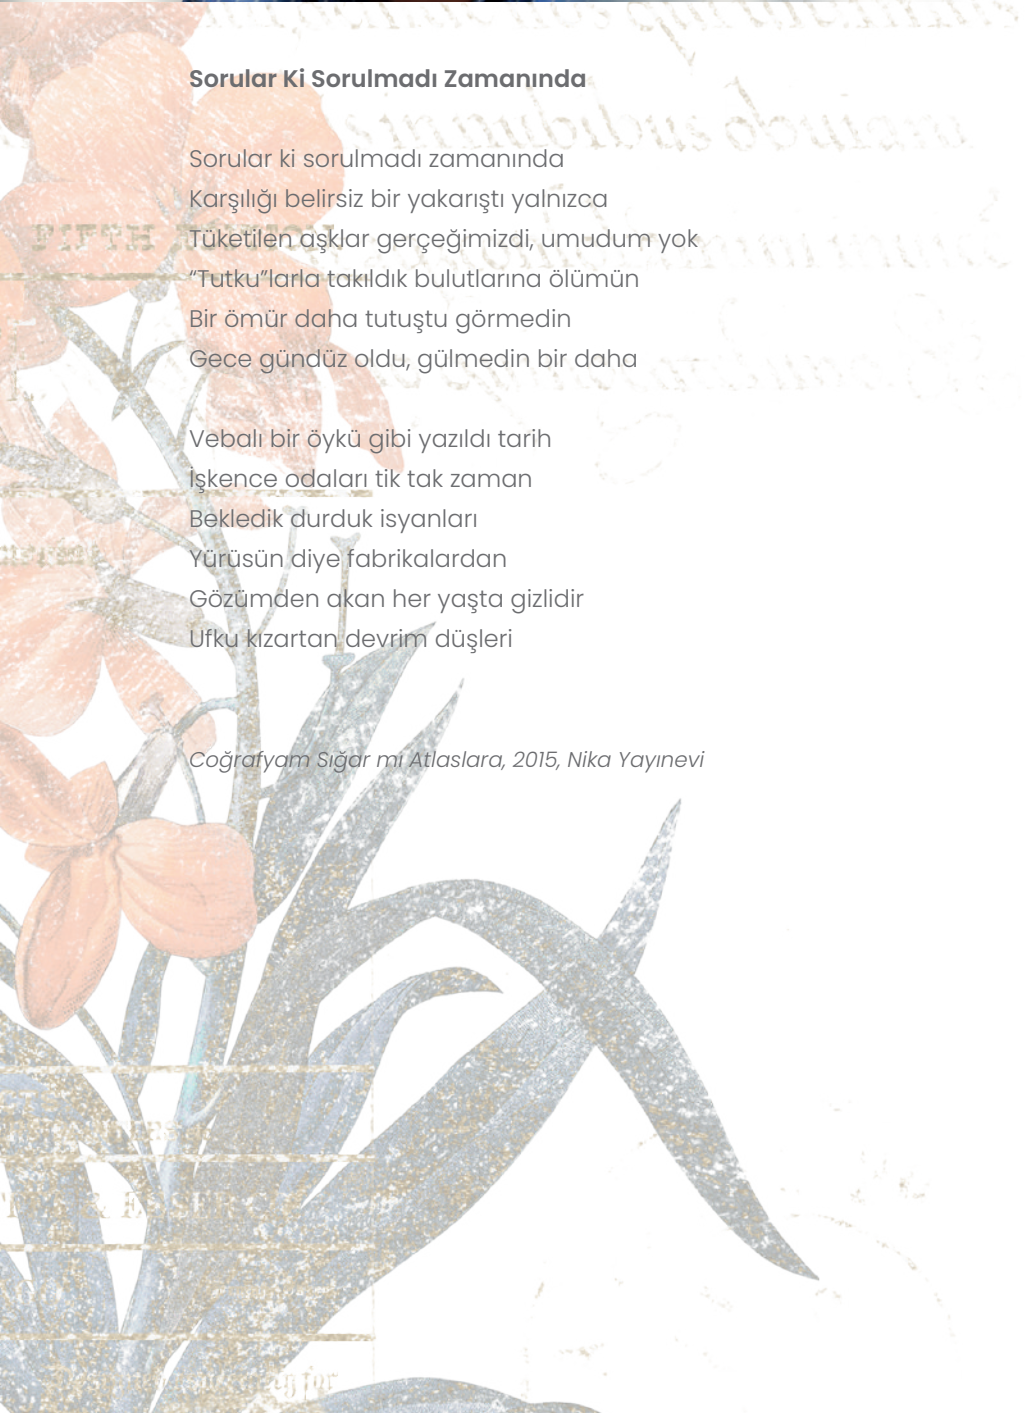 Sorular Ki Sorulmadı Zamanında
Sorular ki sorulmadı zamanında
Karşılığı belirsiz bir yakarıştı yalnızca
Tüketilen aşklar gerçeğimizdi, umudum yok
“Tutku”larla takıldık bulutlarına ölümün
Bir ömür daha tutuştu görmedin
Gece gündüz oldu, gülmedin bir daha
Vebalı bir öykü gibi yazıldı tarih
İşkence odaları tik tak zaman
Bekledik durduk isyanları
Yürüsün diye fabrikalardan
Gözümden akan her yaşta gizlidir
Ufku kızartan devrim düşleri
Coğrafyam Sığar mı Atlaslara, 2015, Nika Yayınevi
FIFTH